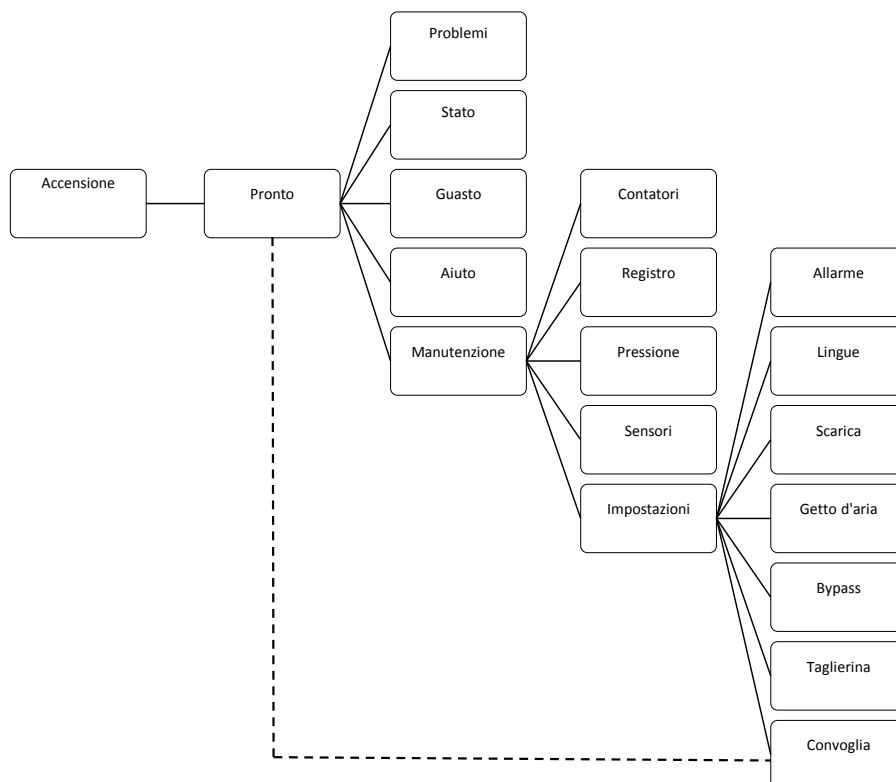 Accensione
Pronto
Problemi
Stato
Guasto
Aiuto
Manutenzione
Contatori
Registro
Pressione
Sensori
Impostazioni
Allarme
Lingue
Scarica
Getto d'aria
Bypass
Taglierina
Convoglia